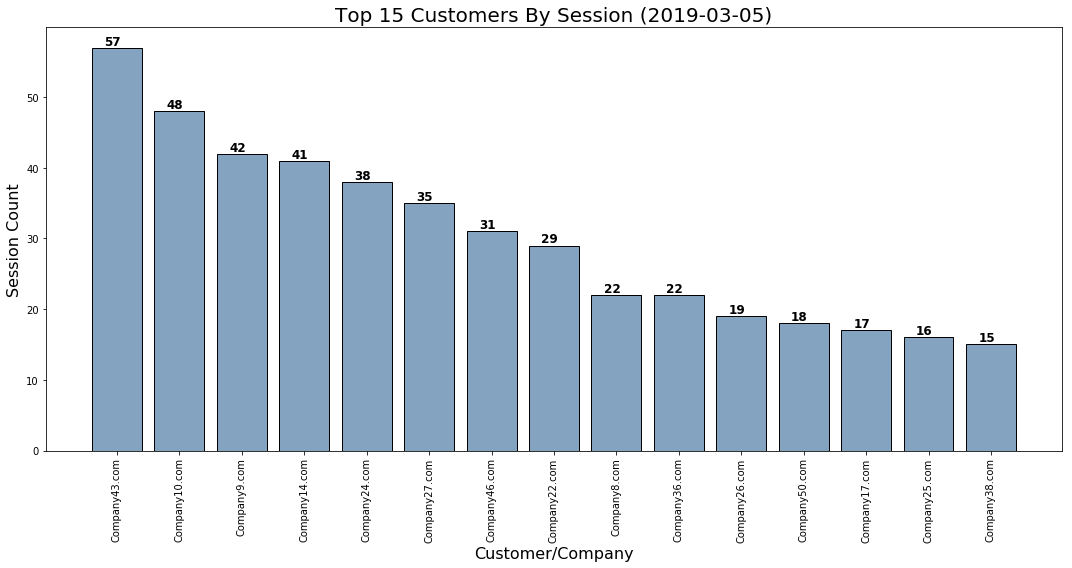 Top 15 Customers By Session (2019-03-05)
Session Count
50
40
30
20
10
0
57
48
42
41
38
35
31
29
22
22
19
18
17
16
15
Company43.com
Company10.com
Company9.com
Company14.com
Company24.com
Company27.com
Company46.com
Company22.com
Company8.com
Company36.com
Company26.com
Company50.com
Company17.com
Company25.com
Company38.com
Customer/Company